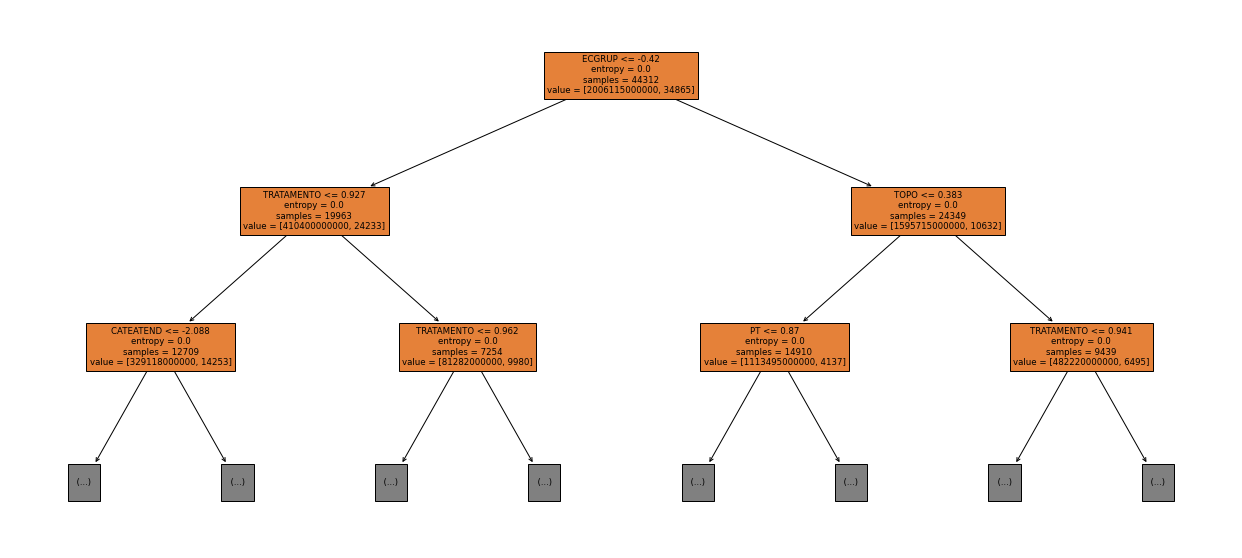 ECGRUP <= -0.42
entropy = 0.0
samples = 44312
value = [2006115000000, 34865]
TRATAMENTO <= 0.927
entropy = 0.0
samples = 19963
value = [410400000000, 24233]
TOPO <= 0.383
entropy = 0.0
samples = 24349
value = [1595715000000, 10632]
CATEATEND <= -2.088
entropy = 0.0
samples = 12709
value = [329118000000, 14253]
TRATAMENTO <= 0.962
entropy = 0.0
samples = 7254
value = [81282000000, 9980]
PT <= 0.87
entropy = 0.0
samples = 14910
value = [1113495000000, 4137]
TRATAMENTO <= 0.941
entropy = 0.0
samples = 9439
value = [482220000000, 6495]
(...)
(...)
(...)
(...)
(...)
(...)
(...)
(...)